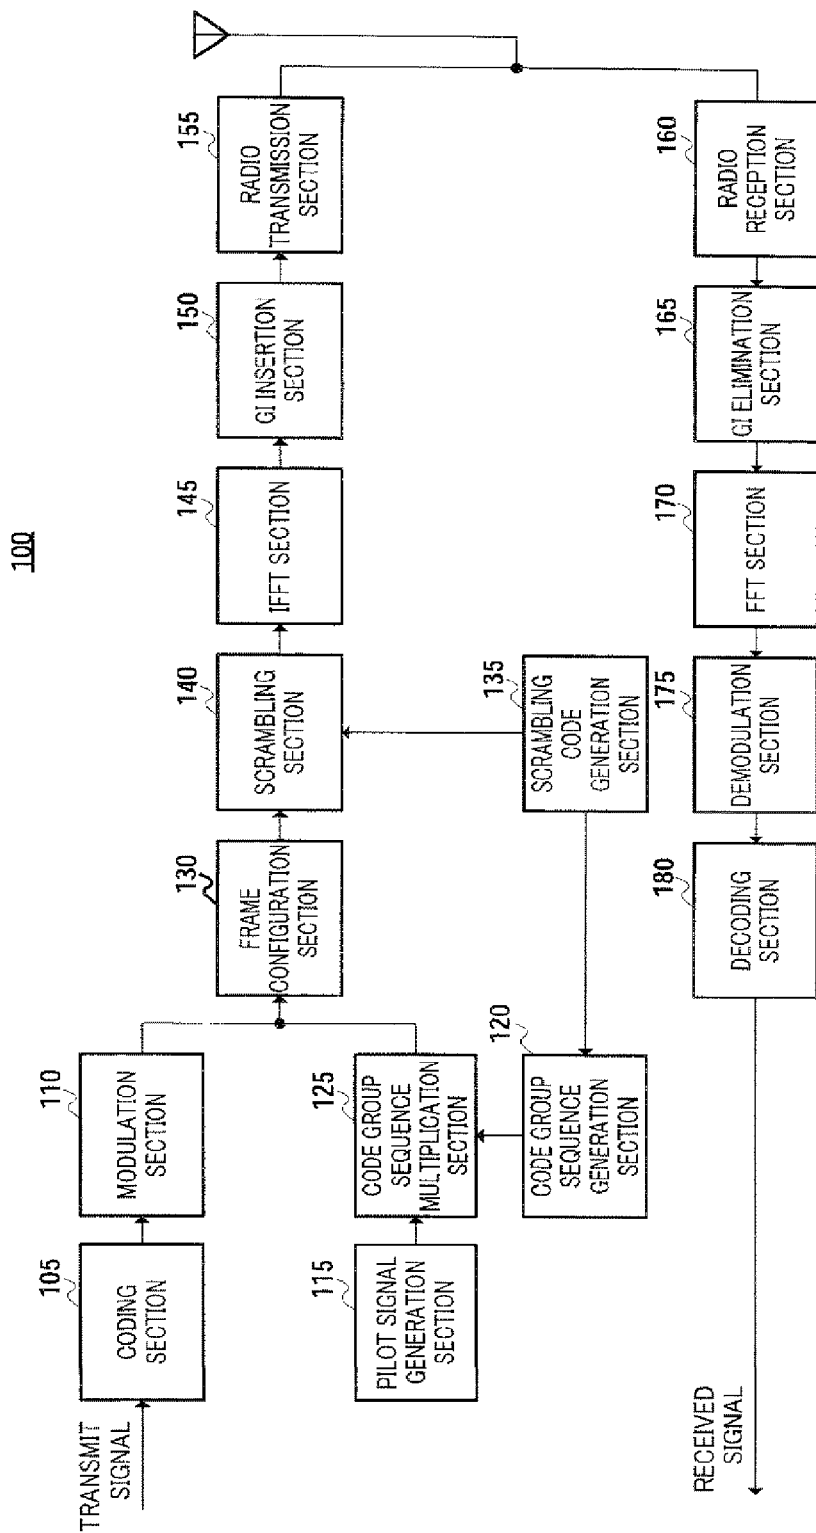 100
TRANSMIT
SIGNAL
105
CODING
SECTION
110
MODULATION
SECTION
115
PILOT SIGNAL
GENERATION
SECTION
125
CODE GROUP
SEQUENCE
MULTIPLICATION
SECTION
120
CODE GROUP
SEQUENCE
GENERATION
SECTION
130
FRAME
CONFIGURATION
SECTION
140
SCRAMBLING
SECTION
135
SCRAMBLING
CODE
GENERATION
SECTION
145
IFFT SECTION
150
GI INSERTION
SECTION
155
RADIO
TRANSMISSION
SECTION
160
RADIO
RECEPTION
SECTION
165
GI ELIMINATION
SECTION
170
FFT SECTION
175
DEMODULATION
SECTION
180
DECODING
SECTION
RECEIVED
SIGNAL